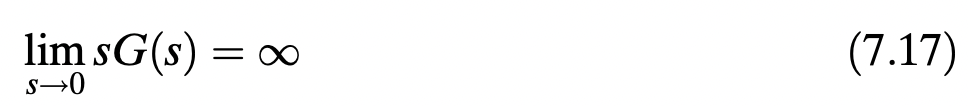 lim sG(s) = ∞ (7.17)
s→0